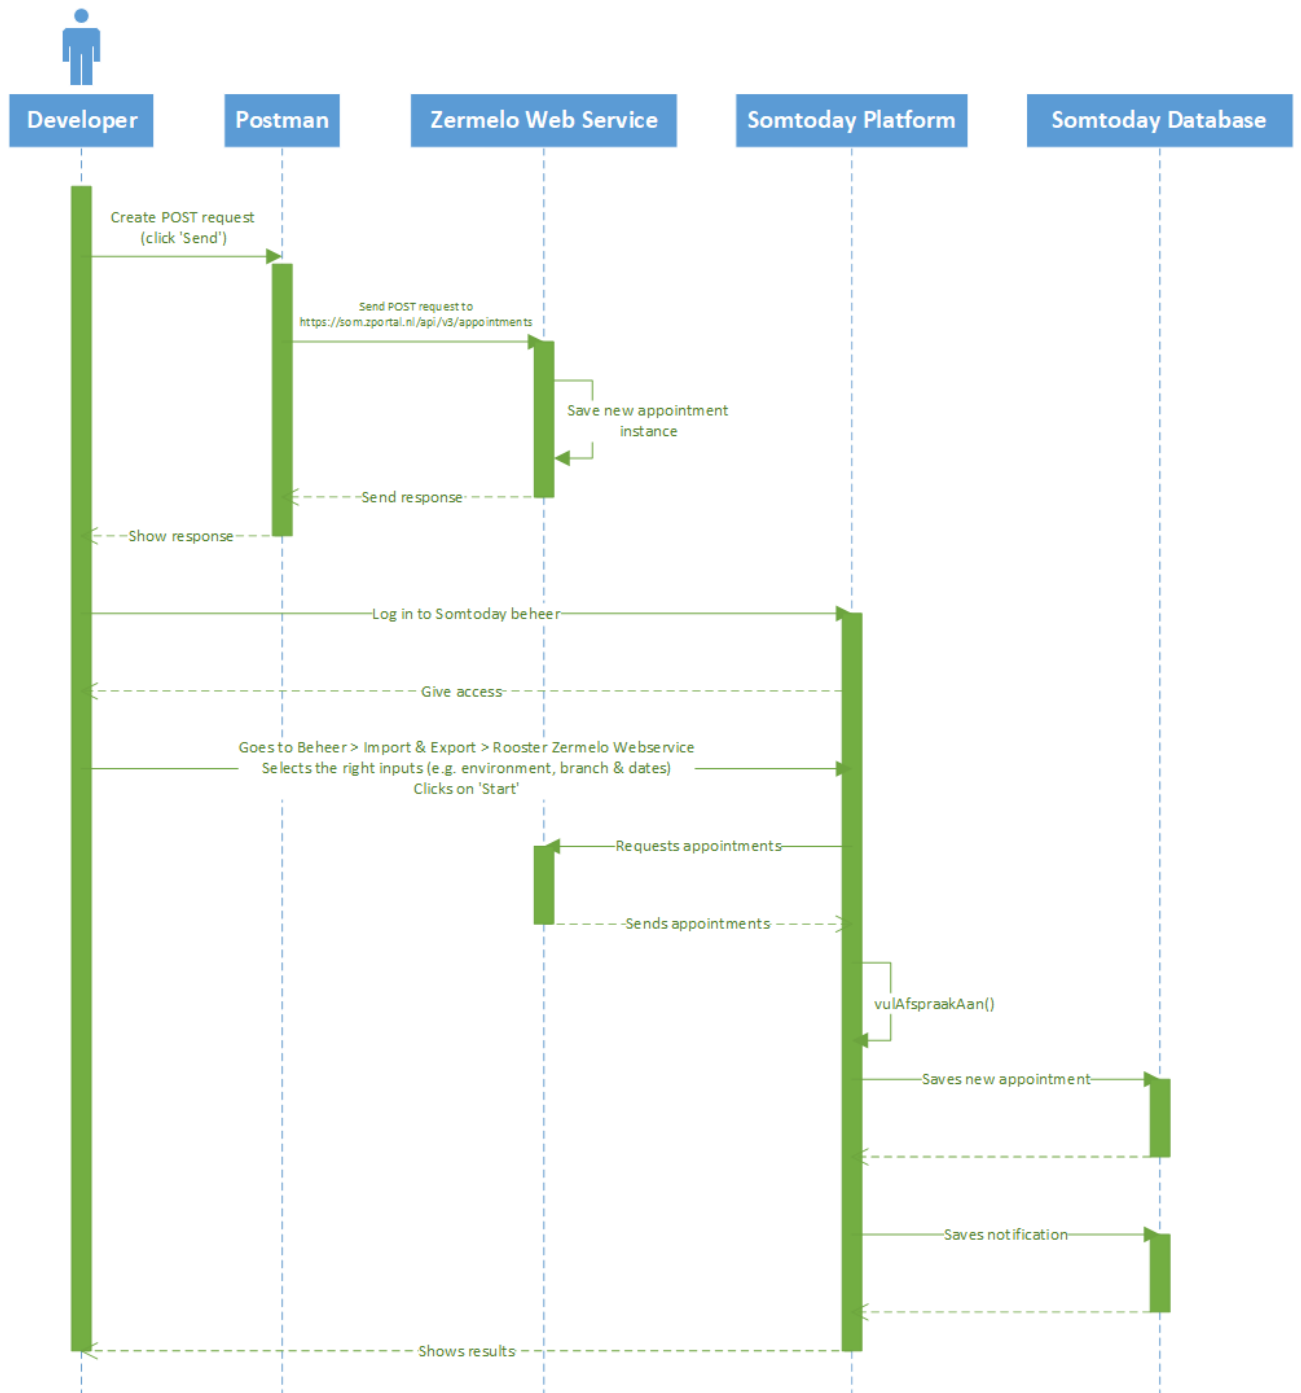 Developer
Postman
Zermelo Web Service
Somtoday Platform
Somtoday Database
Create POST request
(click 'Send')
Send POST request to
https://som.zportal.nl/api/v3/appointments
Save new appointment
instance
Send response
Show response
Log in to Somtoday beheer
Give access
Goes to Beheer > Import & Export > Rooster Zermelo Webservice
Selects the right inputs (e.g. environment, branch & dates)
Clicks on 'Start'
Requests appointments
Sends appointments
vulAfspraakAan()
Saves new appointment
Saves notification
Shows results